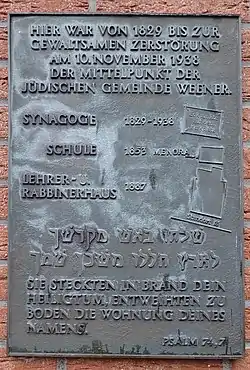 HIER WAR VON 1829 BIS ZUR
GEWALTSAMEN ZERSTÖRUNG
AM 10. NOVEMBER 1938
DER MITTELPUNKT DER
JÜDISCHEN GEMEINDE WEENER.
SYNAGOGE 1829-1938
SCHULE 1853 MENORA
LEHRER-U.
RABBINERHAUS 1887
שלחו באש מקדשך
לארץ חללו משכן שמך
SIE STECKTEN IN BRAND DEIN
HEILIGTUM, ENTWEIHTEN ZU
BODEN DIE WOHNUNG DEINES
NAMENS.
PSALM 74,7